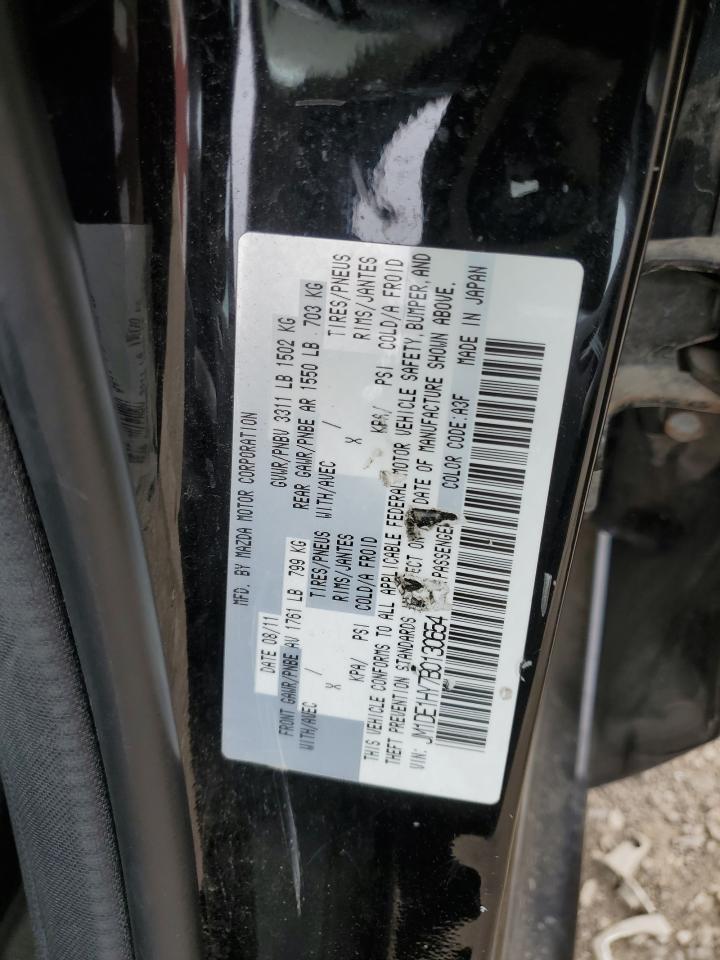 MFD. BY MAZDA MOTOR CORPORATION
DATE 08/11 GVWR/PNBV 3311 LB 1502 KG
FRONT GAWR/PNBE AV 1761 LB 799 KG REAR GAWR/PNBE AR 1550 LB 703 KG
WITH/AVEC / TIRES/PNEUS WITH/AVEC / TIRES/PNEUS
X RIMS/JANTES X RIMS/JANTES
KPA/ PSI COLD/A FROID KPA/ PSI COLD/A FROID
THIS VEHICLE CONFORMS TO ALL APPLICABLE FEDERAL MOTOR VEHICLE SAFETY, BUMPER, AND
THEFT PREVENTION STANDARDS DATE OF MANUFACTURE SHOWN ABOVE.
VIN: JM1DE1HY7B0130654 PASSENGER COLOR CODE:A3F MADE IN JAPAN